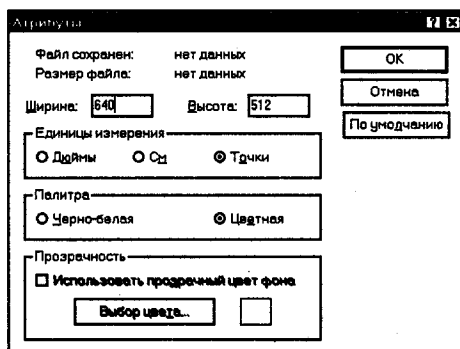 Атрибуты
Файл сохранен: нет данных
Размер файла: нет данных
Ширина: 640 Высота: 512
OK
Отмена
По умолчанию
Единицы измерения
Дюймы См Точки
Палитра
Черно-белая Цветная
Прозрачность
Использовать прозрачный цвет фона
Выбор цвета...